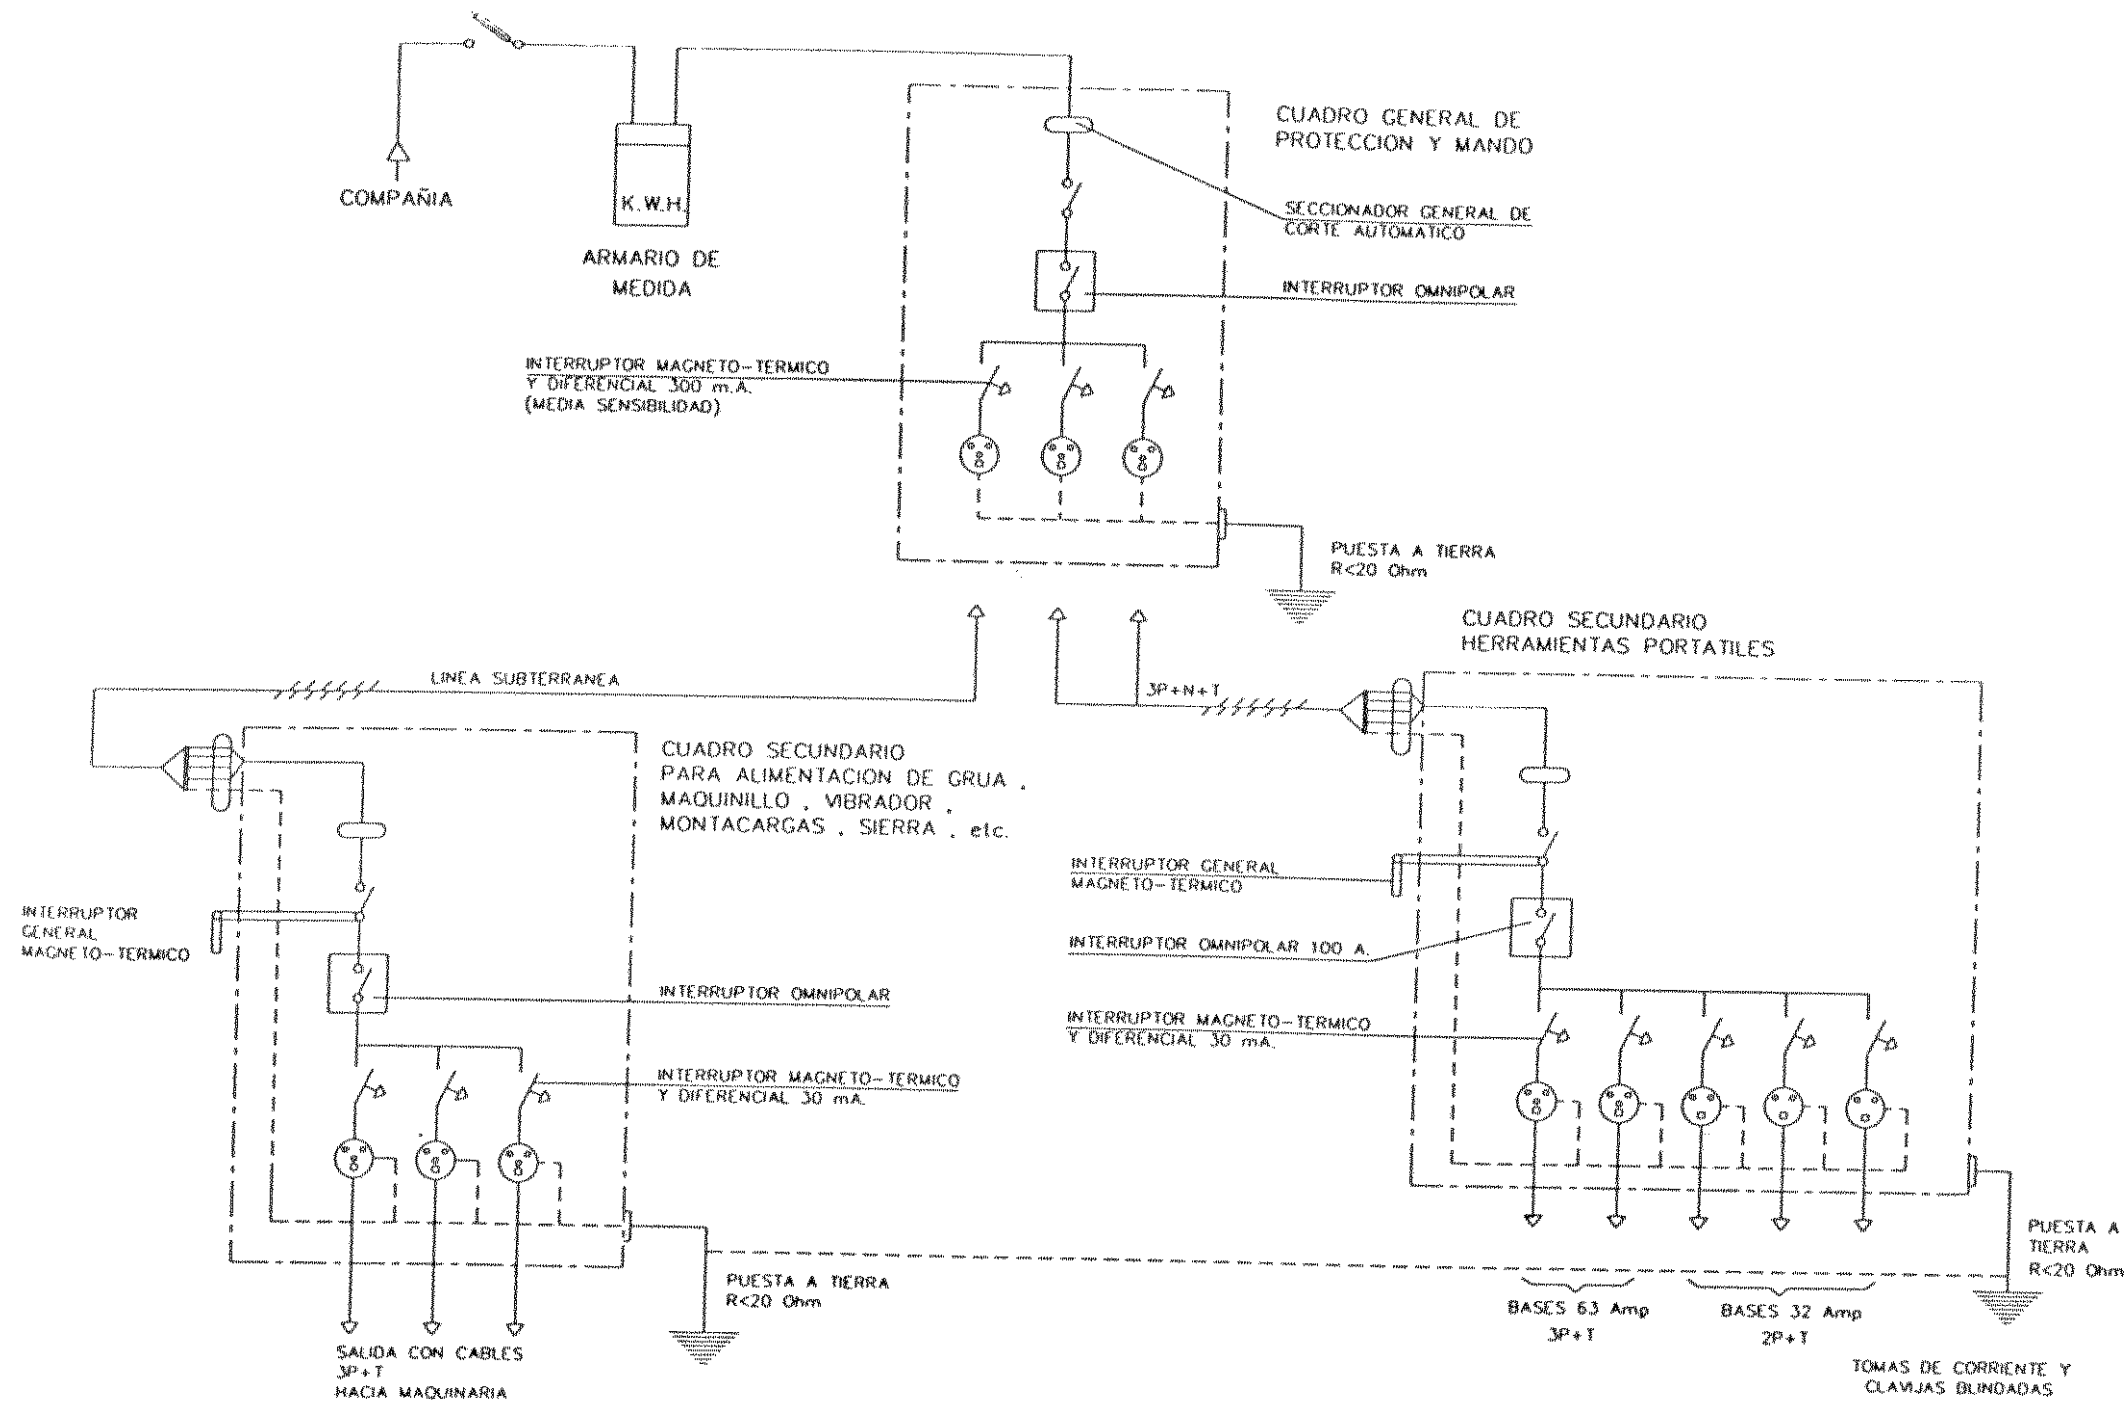 COMPAÑIA
K.W.H.
ARMARIO DE
MEDIDA
CUADRO GENERAL DE
PROTECCION Y MANDO
SECCIONADOR GENERAL DE
CORTE AUTOMATICO
INTERRUPTOR OMNIPOLAR
INTERRUPTOR MAGNETO-TERMICO
Y DIFERENCIAL 300 m.A.
(MEDIA SENSIBILIDAD)
PUESTA A TIERRA
R<20 Ohm
CUADRO SECUNDARIO
HERRAMIENTAS PORTATILES
LINEA SUBTERRANEA
3P+N+T
CUADRO SECUNDARIO
PARA ALIMENTACION DE GRUA ,
MAQUINILLO , VIBRADOR ,
MONTACARGAS , SIERRA , etc.
INTERRUPTOR
GENERAL
MAGNETO-TERMICO
INTERRUPTOR OMNIPOLAR
INTERRUPTOR MAGNETO-TERMICO
Y DIFERENCIAL 30 mA.
INTERRUPTOR GENERAL
MAGNETO-TERMICO
INTERRUPTOR OMNIPOLAR 100 A.
INTERRUPTOR MAGNETO-TERMICO
Y DIFERENCIAL 30 mA.
PUESTA A TIERRA
R<20 Ohm
SALIDA CON CABLES
3P+T
HACIA MAQUINARIA
PUESTA A
TIERRA
R<20 Ohm
BASES 63 Amp
3P+T
BASES 32 Amp
2P+T
TOMAS DE CORRIENTE Y
CLAVIJAS BLINDADAS